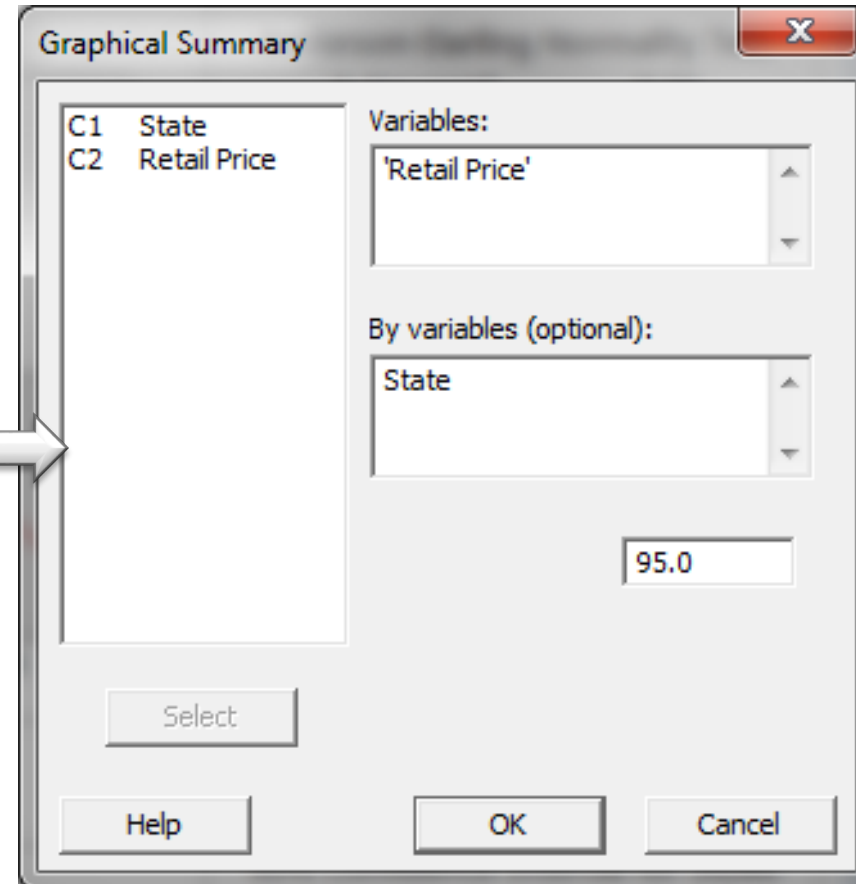 Graphical Summary
C1 State
C2 Retail Price
Variables:
'Retail Price'
By variables (optional):
State
95.0
Select
Help
OK
Cancel